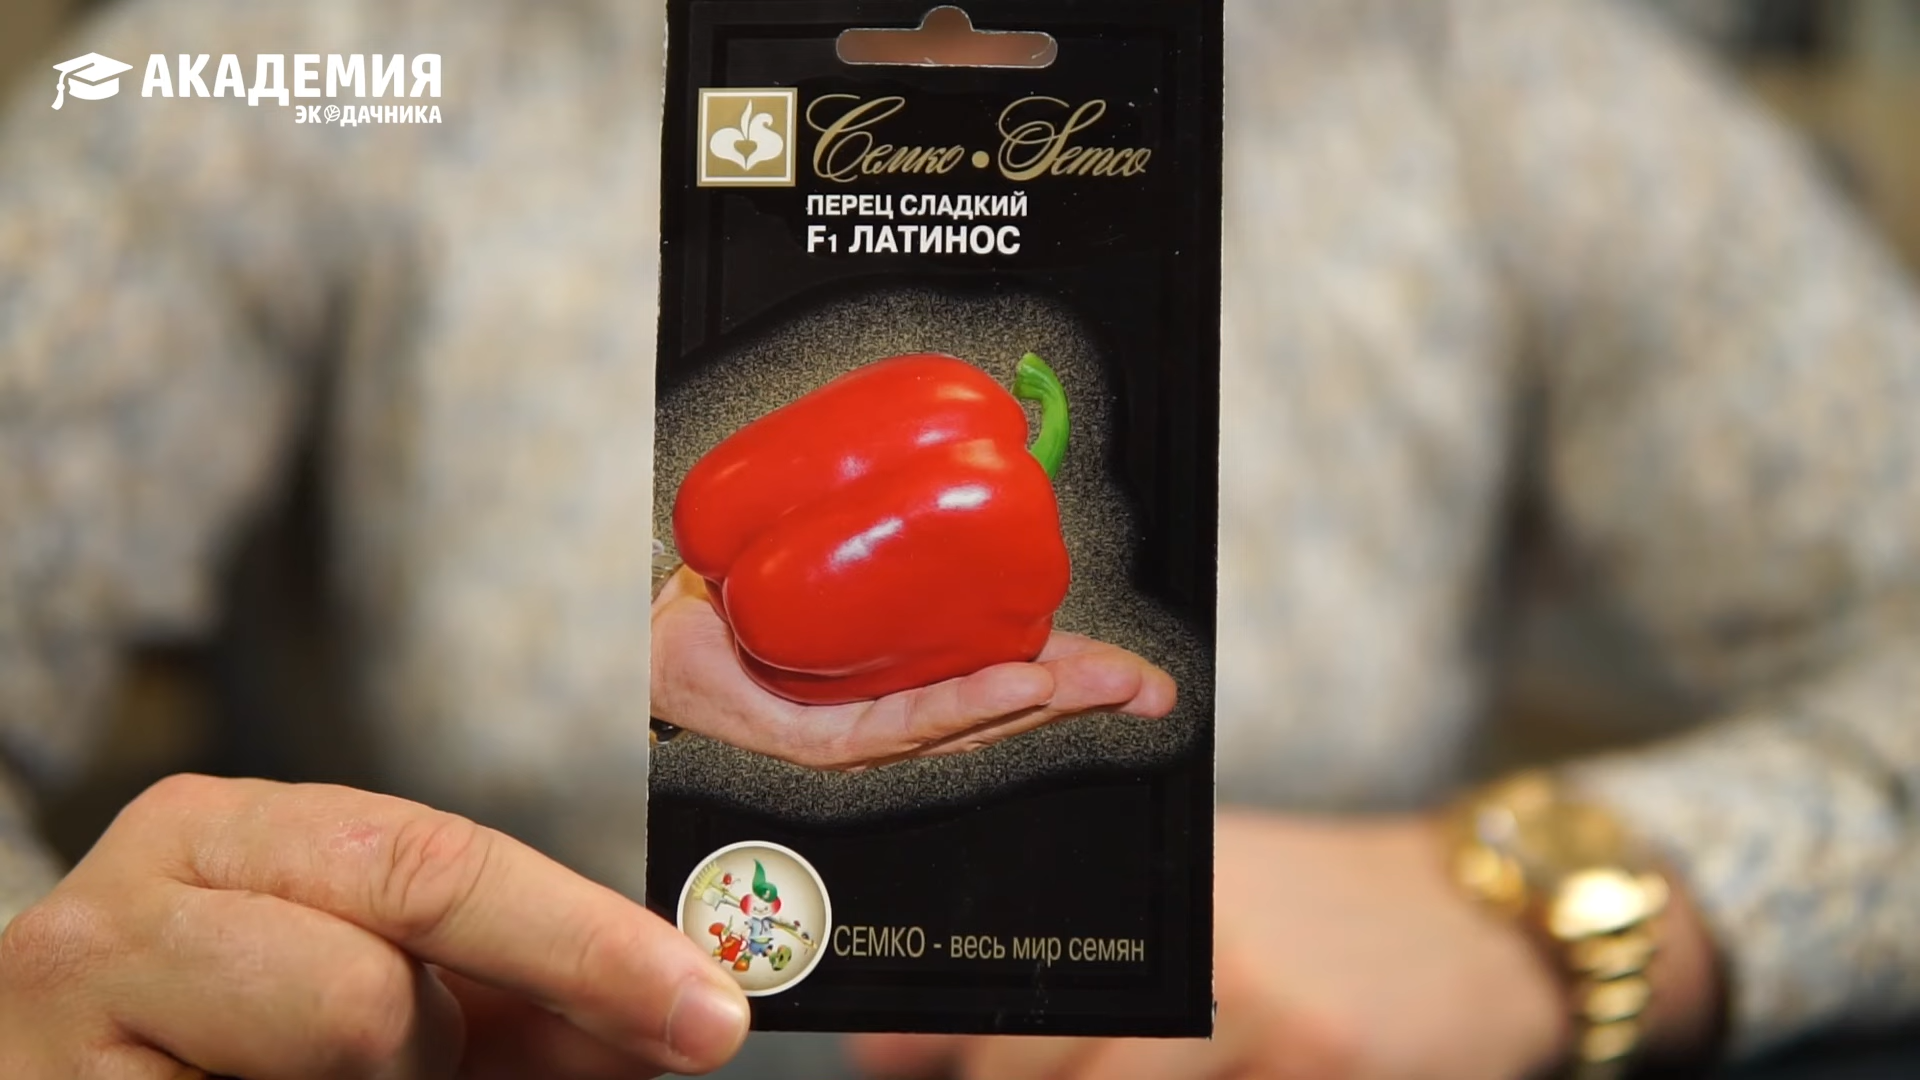 АКАДЕМИЯ
ЭКОДАЧНИКА
Семко • Semco
ПЕРЕЦ СЛАДКИЙ
F1 ЛАТИНОС
СЕМКО - весь мир семян